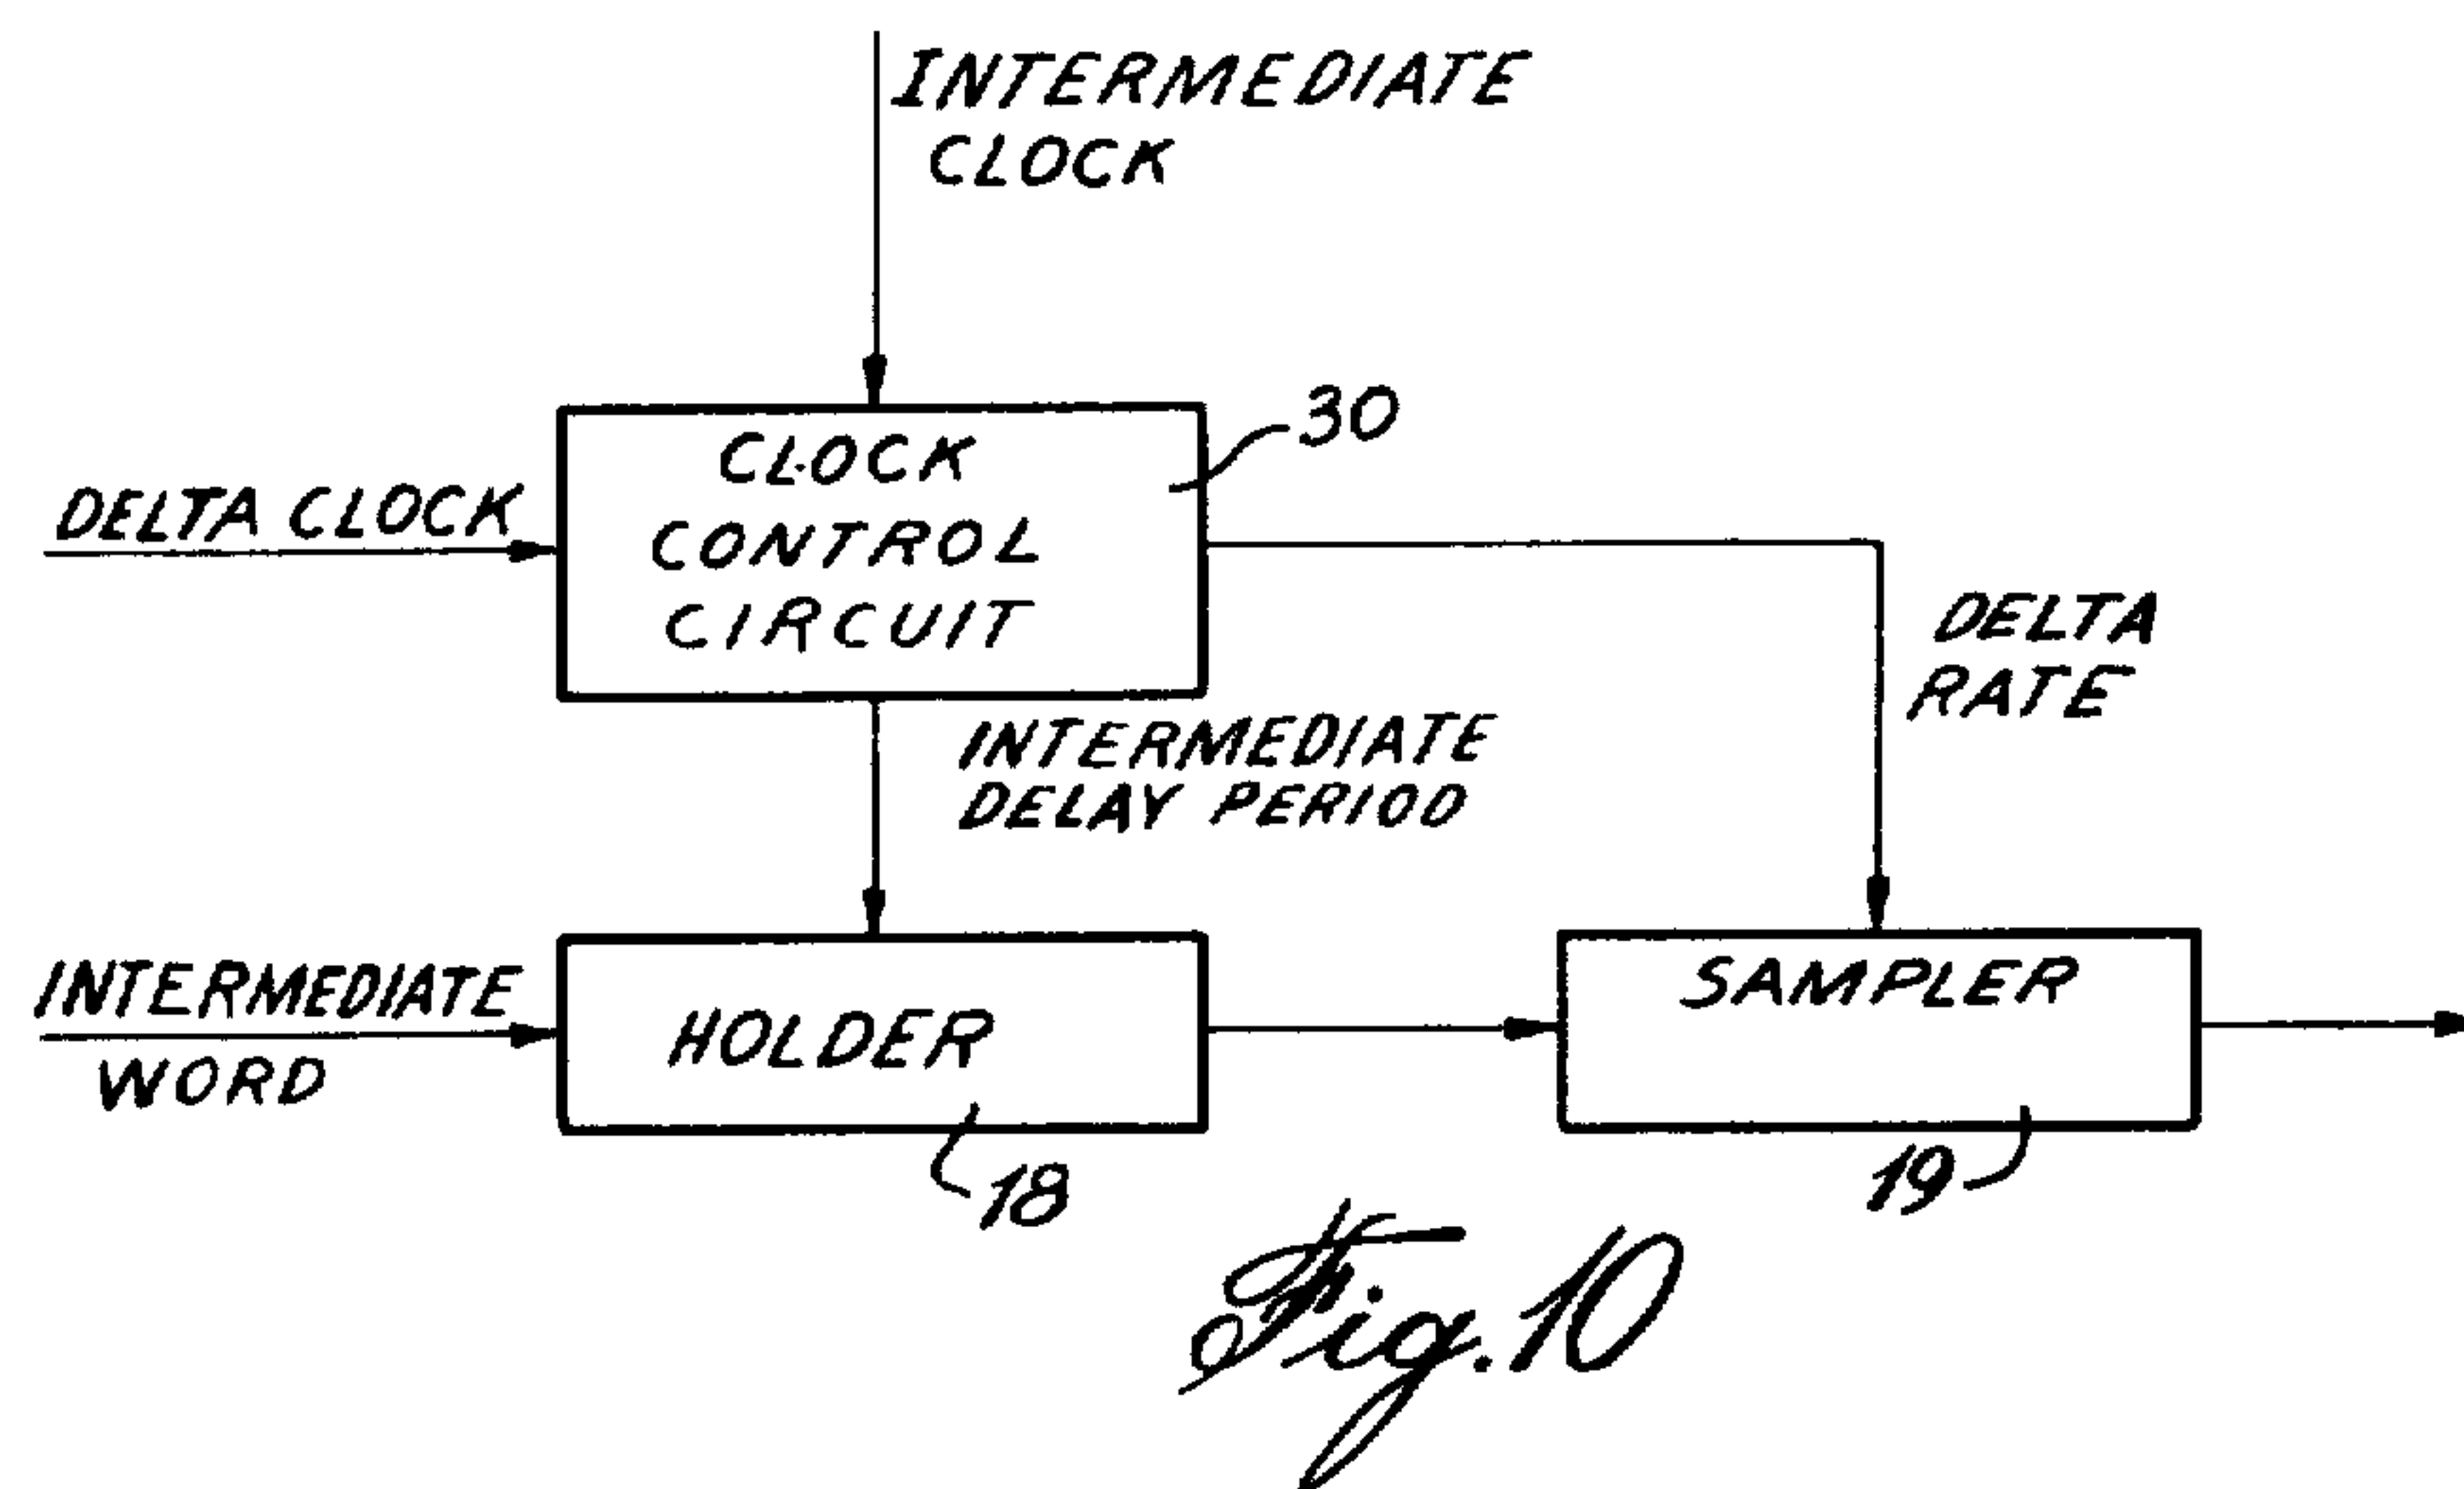 INTERMEDIATE
CLOCK
30
CLOCK
CONTROL
CIRCUIT
DELTA CLOCK
DELTA
RATE
INTERMEDIATE
DELAY PERIOD
INTERMEDIATE
WORD
HOLDER
SAMPLER
18
19
Fig. 10